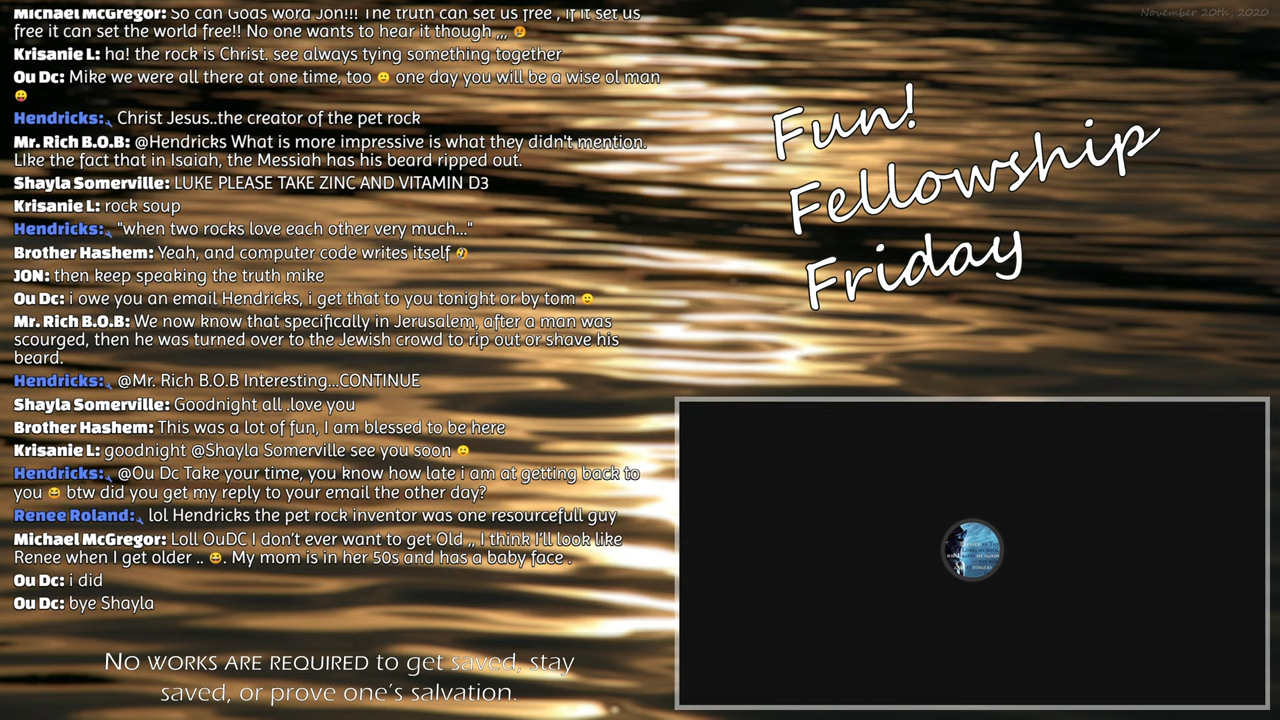 Michael McGregor: So can Gods word Jon!!! The truth can set us free , If it set us
free it can set the world free!! No one wants to hear it though ,,, 😢
Krisanie L: ha! the rock is Christ. see always tying something together
Ou Dc: Mike we were all there at one time, too 🙂 one day you will be a wise ol man
😛
Hendricks: Christ Jesus..the creator of the pet rock
Mr. Rich B.O.B: @Hendricks What is more impressive is what they didn't mention.
LIke the fact that in Isaiah, the Messiah has his beard ripped out.
Shayla Somerville: LUKE PLEASE TAKE ZINC AND VITAMIN D3
Krisanie L: rock soup
Hendricks: "when two rocks love each other very much..."
Brother Hashem: Yeah, and computer code writes itself 🤣
JON: then keep speaking the truth mike
Ou Dc: i owe you an email Hendricks, i get that to you tonight or by tom 🙂
Mr. Rich B.O.B: We now know that specifically in Jerusalem, after a man was
scourged, then he was turned over to the Jewish crowd to rip out or shave his
beard.
Hendricks: @Mr. Rich B.O.B Interesting...CONTINUE
Shayla Somerville: Goodnight all .love you
Brother Hashem: This was a lot of fun, I am blessed to be here
Krisanie L: goodnight @Shayla Somerville see you soon 🙂
Hendricks: @Ou Dc Take your time, you know how late i am at getting back to
you 😅 btw did you get my reply to your email the other day?
Renee Roland: lol Hendricks the pet rock inventor was one resourcefull guy
Michael McGregor: Loll OuDC I don't ever want to get Old ,, I think I'll look like
Renee when I get older .. 😅. My mom is in her 50s and has a baby face .
Ou Dc: i did
Ou Dc: bye Shayla
No works are required to get saved, stay
saved, or prove one's salvation.
November 20th, 2020
Fun!
Fellowship
Friday